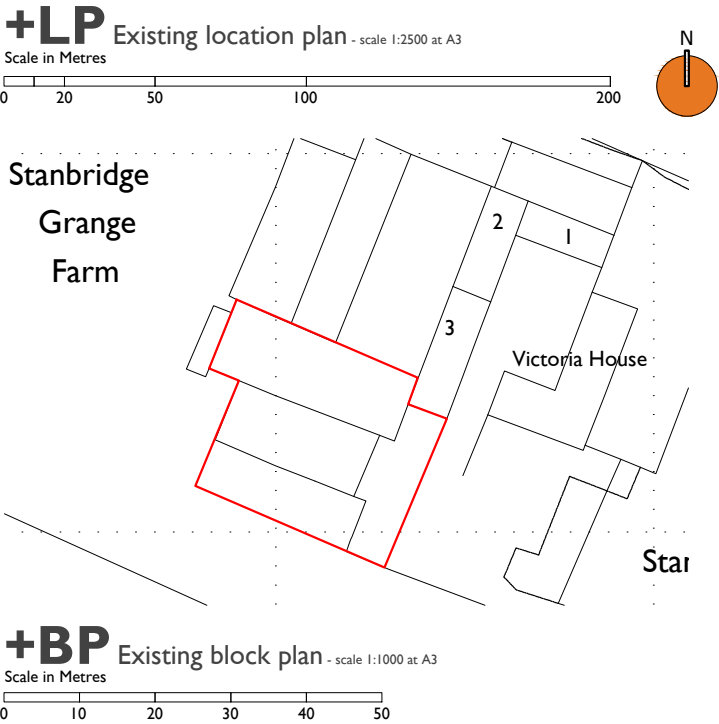 +LP Existing location plan - scale 1:2500 at A3
Scale in Metres
0 20 50 100 200
N
Stanbridge
Grange
Farm
2
1
3
Victoria House
Star
+BP Existing block plan - scale 1:1000 at A3
Scale in Metres
0 10 20 30 40 50